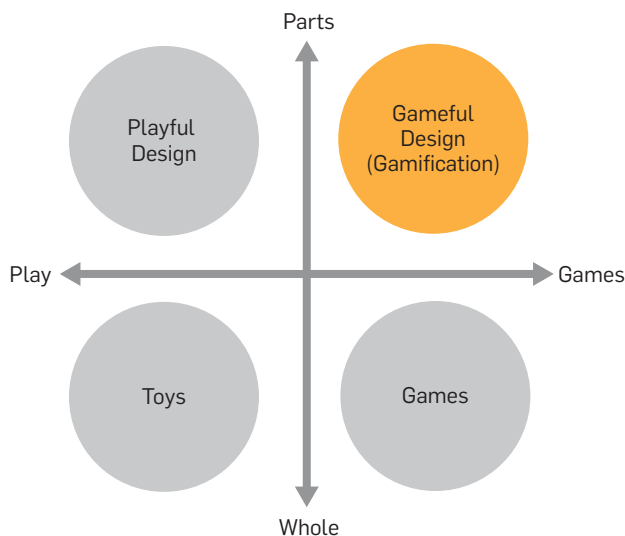 Parts
Playful
Design
Gameful
Design
(Gamification)
Play
Games
Toys
Games
Whole